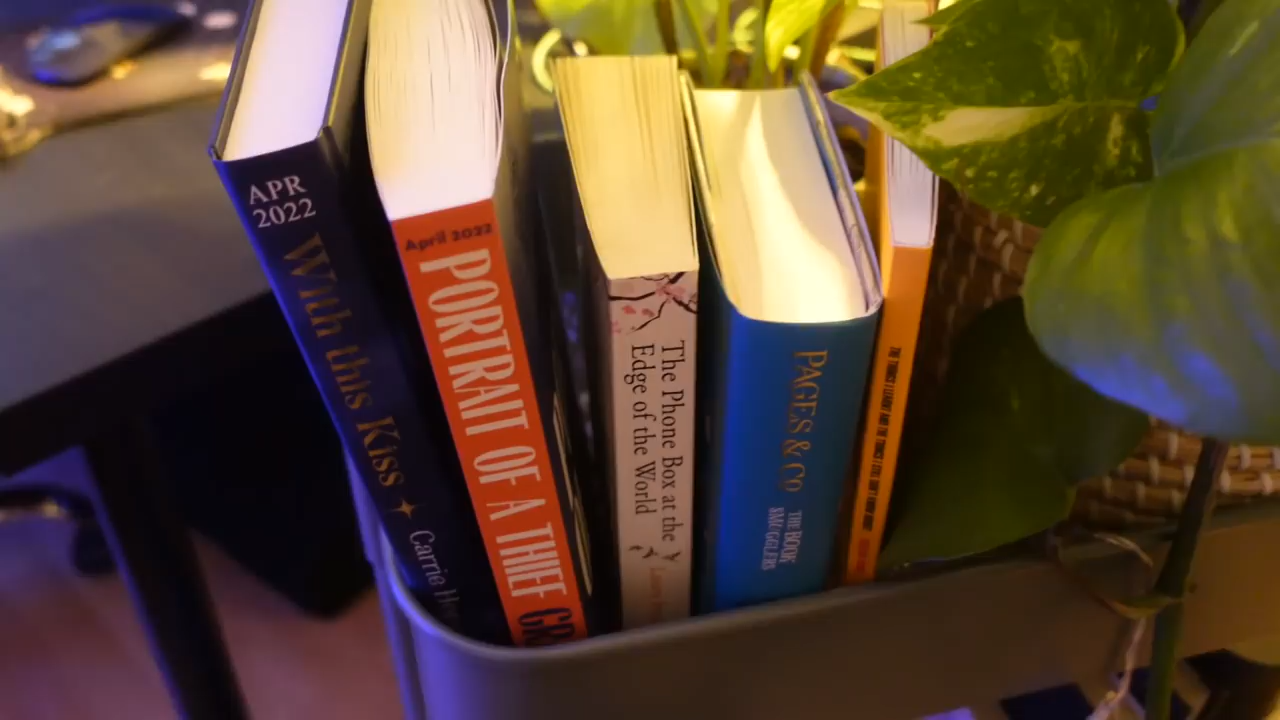 APR
2022
With this Kiss
Carrie
April 2022
PORTRAIT OF A THIEF
The Phone Box at the
Edge of the World
PAGES & CO
THE BOOK
SMUGGLERS